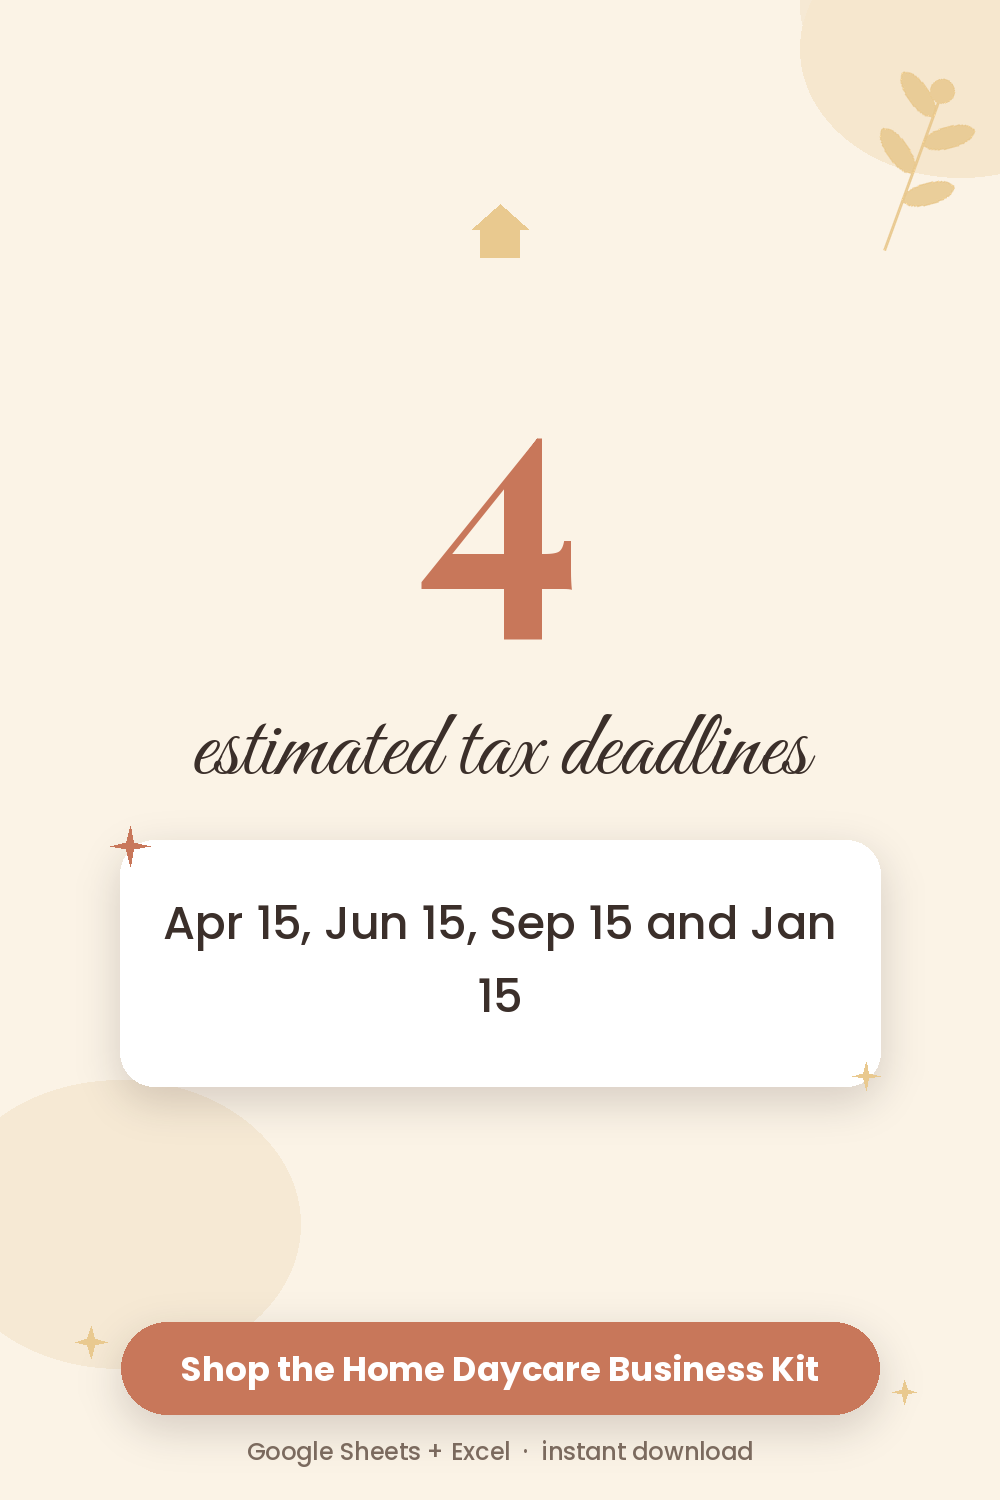 4
estimated tax deadlines
Apr 15, Jun 15, Sep 15 and Jan
15
Shop the Home Daycare Business Kit
Google Sheets + Excel · instant download